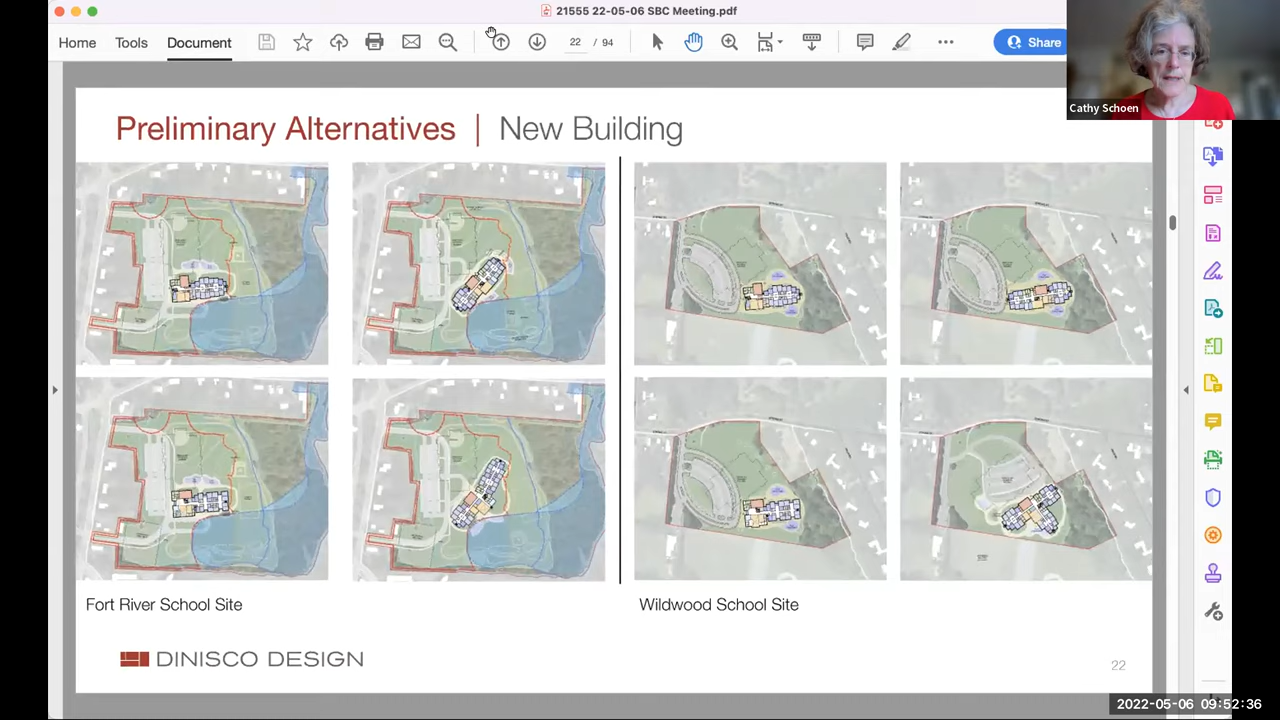 21555 22-05-06 SBC Meeting.pdf
Home Tools Document 22 / 94 Share
Cathy Schoen
Preliminary Alternatives | New Building
Fort River School Site
Wildwood School Site
DINISCO DESIGN
22
2022-05-06 09:52:36